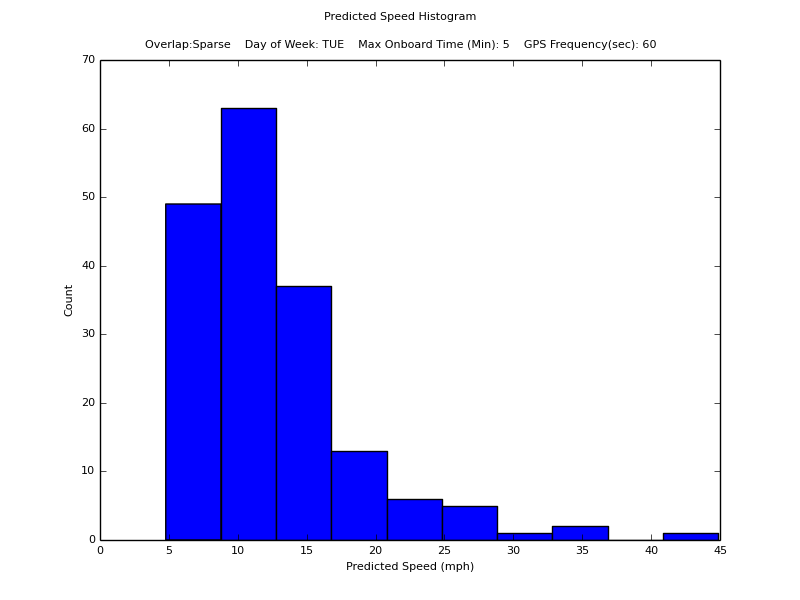 Predicted Speed Histogram
Overlap:Sparse    Day of Week: TUE    Max Onboard Time (Min): 5    GPS Frequency(sec): 60
70
60
50
40
30
20
10
0
Count
0 5 10 15 20 25 30 35 40 45
Predicted Speed (mph)